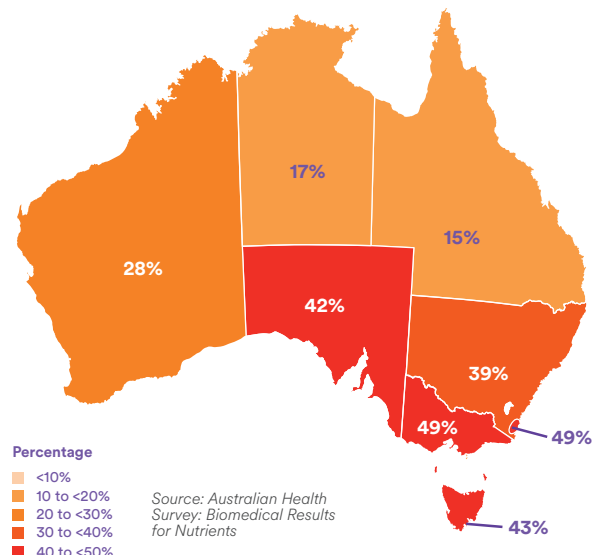 17%
15%
28%
42%
39%
49%
49%
43%
Percentage
<10%
10 to <20%
20 to <30%
30 to <40%
40 to <50%
Source: Australian Health
Survey: Biomedical Results
for Nutrients